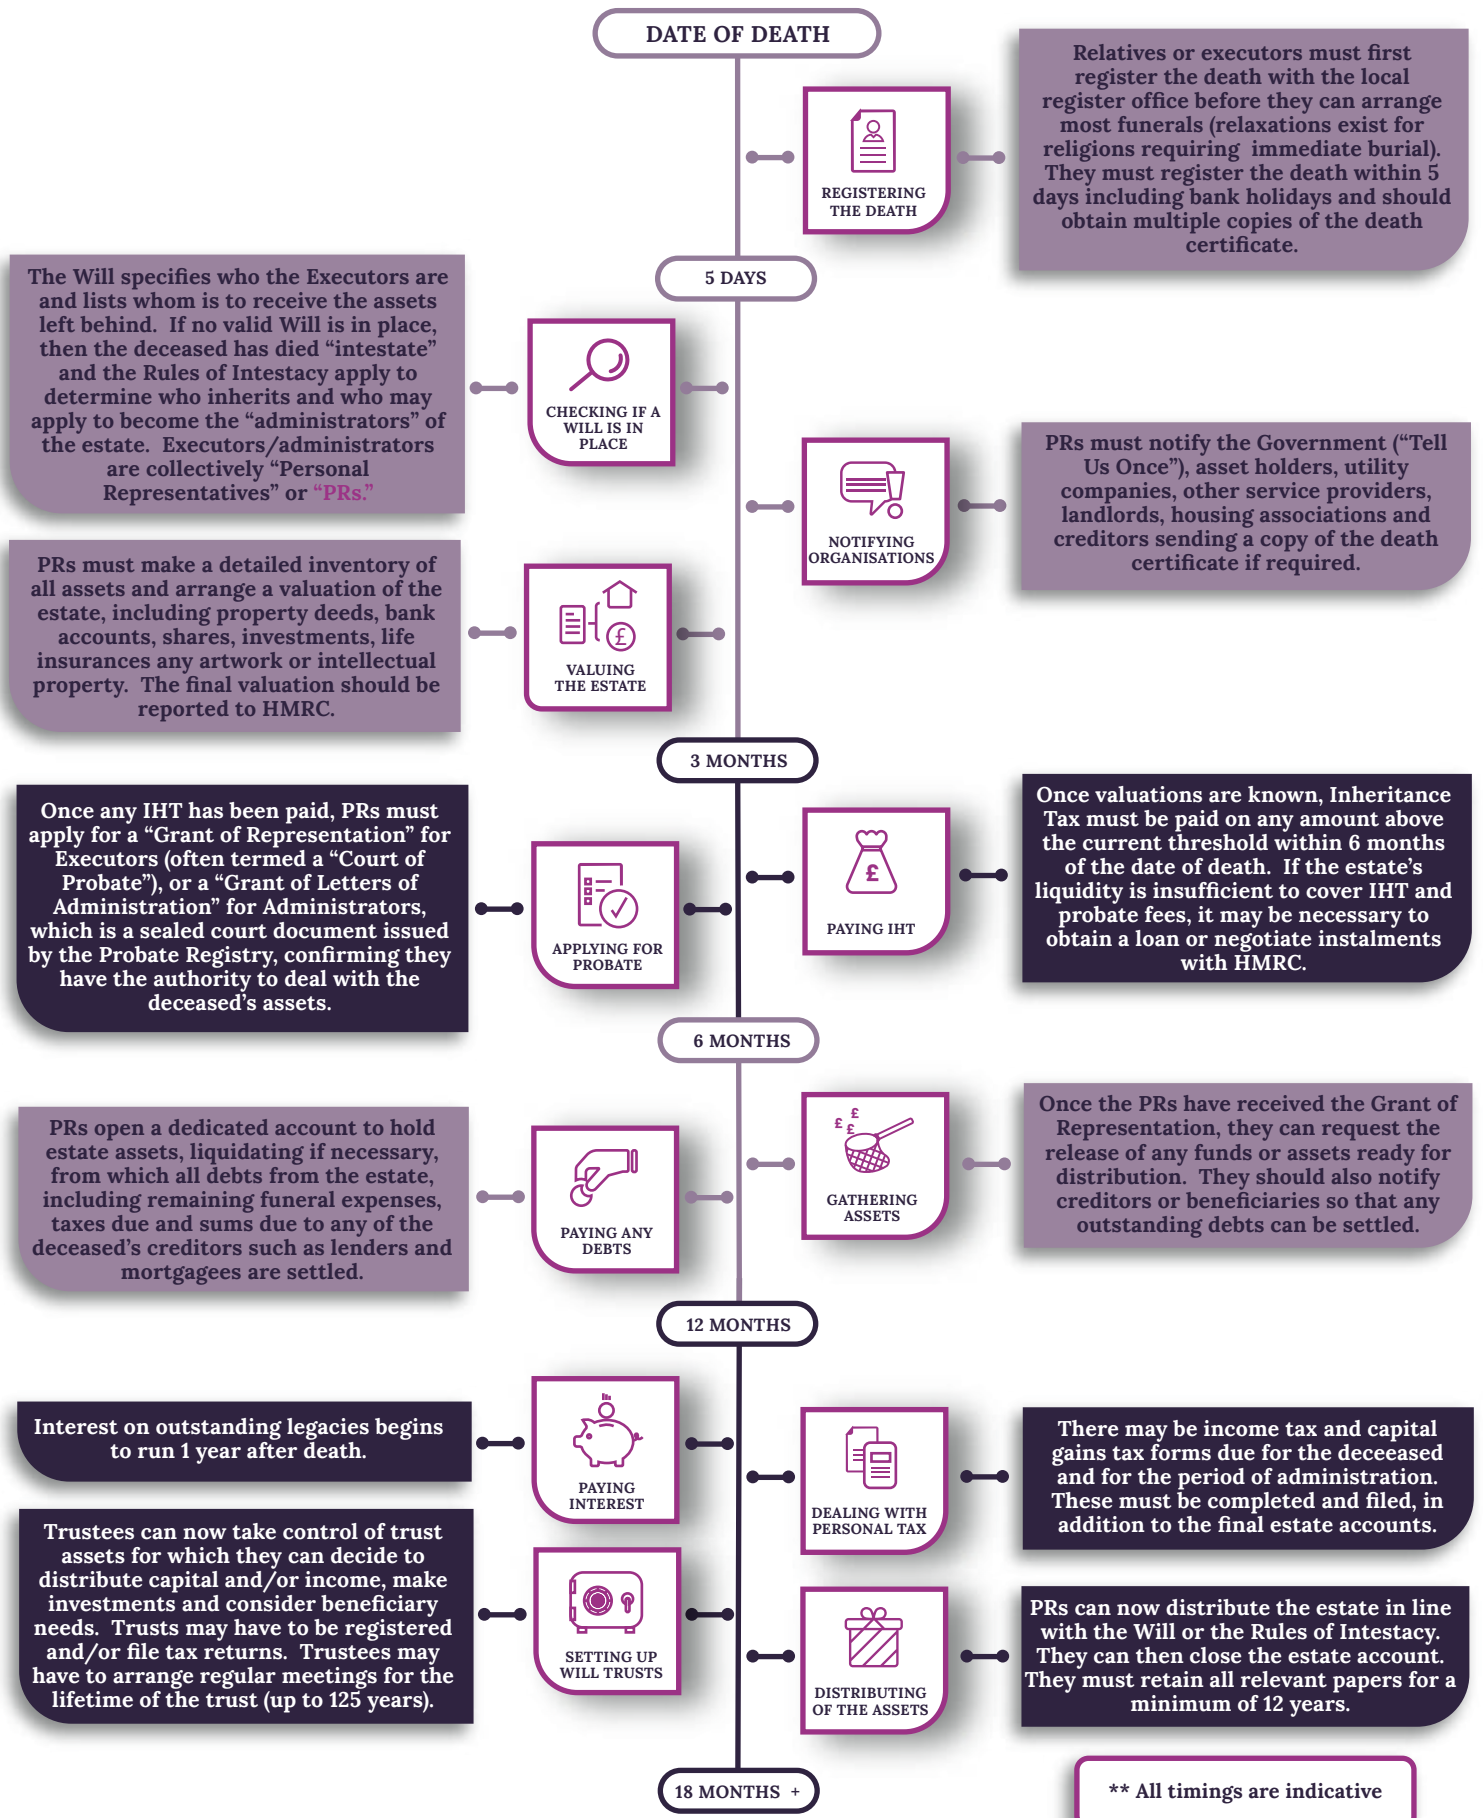 DATE OF DEATH
REGISTERING
THE DEATH
Relatives or executors must first
register the death with the local
register office before they can arrange
most funerals (relaxations exist for
religions requiring immediate burial).
They must register the death within 5
days including bank holidays and should
obtain multiple copies of the death
certificate.
5 DAYS
The Will specifies who the Executors are
and lists whom is to receive the assets
left behind. If no valid Will is in place,
then the deceased has died “intestate”
and the Rules of Intestacy apply to
determine who inherits and who may
apply to become the “administrators” of
the estate. Executors/administrators
are collectively “Personal
Representatives” or “PRs.”
CHECKING IF A
WILL IS IN
PLACE
NOTIFYING
ORGANISATIONS
PRs must notify the Government (“Tell
Us Once”), asset holders, utility
companies, other service providers,
landlords, housing associations and
creditors sending a copy of the death
certificate if required.
PRs must make a detailed inventory of
all assets and arrange a valuation of the
estate, including property deeds, bank
accounts, shares, investments, life
insurances any artwork or intellectual
property. The final valuation should be
reported to HMRC.
£
VALUING
THE ESTATE
3 MONTHS
£
PAYING IHT
Once valuations are known, Inheritance
Tax must be paid on any amount above
the current threshold within 6 months
of the date of death. If the estate’s
liquidity is insufficient to cover IHT and
probate fees, it may be necessary to
obtain a loan or negotiate instalments
with HMRC.
Once any IHT has been paid, PRs must
apply for a “Grant of Representation” for
Executors (often termed a “Court of
Probate”), or a “Grant of Letters of
Administration” for Administrators,
which is a sealed court document issued
by the Probate Registry, confirming they
have the authority to deal with the
deceased’s assets.
APPLYING FOR
PROBATE
6 MONTHS
£
£ £
GATHERING
ASSETS
Once the PRs have received the Grant of
Representation, they can request the
release of any funds or assets ready for
distribution. They should also notify
creditors or beneficiaries so that any
outstanding debts can be settled.
PRs open a dedicated account to hold
estate assets, liquidating if necessary,
from which all debts from the estate,
including remaining funeral expenses,
taxes due and sums due to any of the
deceased’s creditors such as lenders and
mortgagees are settled.
PAYING ANY
DEBTS
12 MONTHS
Interest on outstanding legacies begins
to run 1 year after death.
PAYING
INTEREST
DEALING WITH
PERSONAL TAX
There may be income tax and capital
gains tax forms due for the deceeased
and for the period of administration.
These must be completed and filed, in
addition to the final estate accounts.
Trustees can now take control of trust
assets for which they can decide to
distribute capital and/or income, make
investments and consider beneficiary
needs. Trusts may have to be registered
and/or file tax returns. Trustees may
have to arrange regular meetings for the
lifetime of the trust (up to 125 years).
SETTING UP
WILL TRUSTS
DISTRIBUTING
OF THE ASSETS
PRs can now distribute the estate in line
with the Will or the Rules of Intestacy.
They can then close the estate account.
They must retain all relevant papers for a
minimum of 12 years.
18 MONTHS +
** All timings are indicative